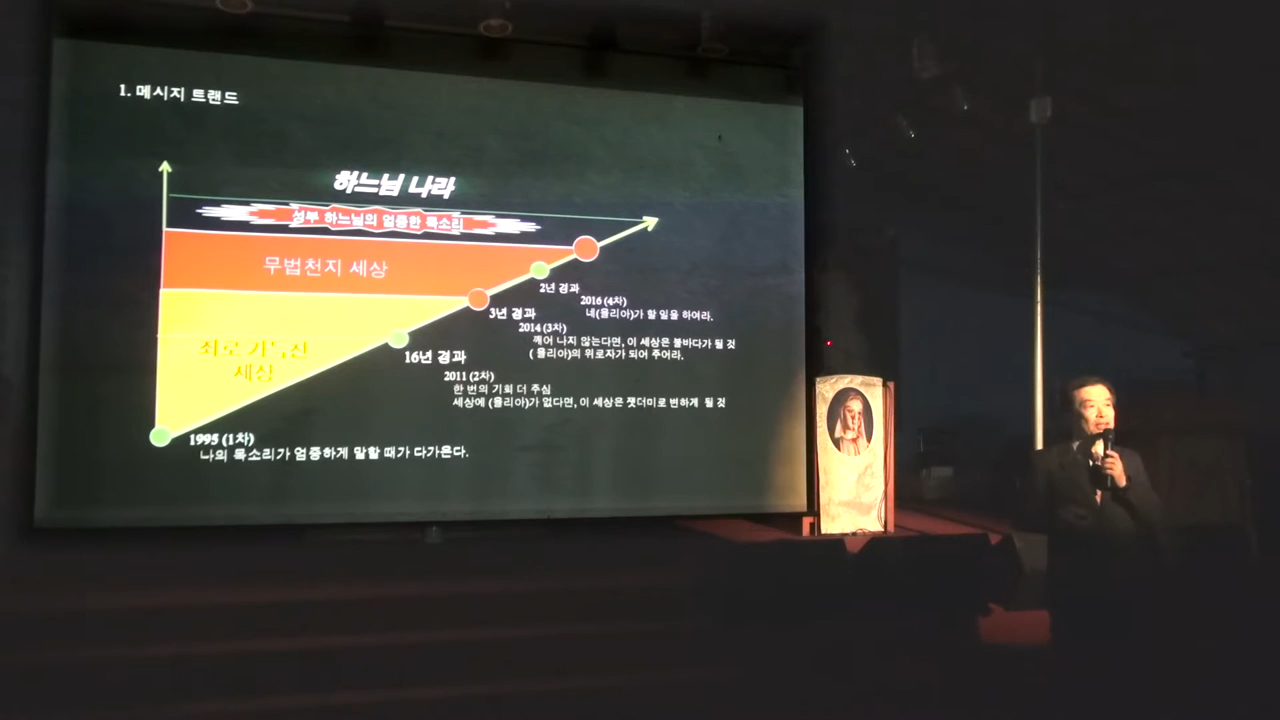 1. 메시지 트랜드
하느님 나라
성부 하느님의 엄중한 목소리
무법천지 세상
2년 경과
2016 (4차)
네(율리아)가 할 일을 하여라.
3년 경과
2014 (3차)
깨어 나지 않는다면, 이 세상은 불바다가 될 것
( 율리아)의 위로자가 되어 주어라.
죄로 가득진
세상
16년 경과
2011 (2차)
한 번의 기회 더 주심
세상에 (율리아)가 없다면, 이 세상은 잿더미로 변하게 될 것
1995 (1차)
나의 목소리가 엄중하게 말할 때가 다가온다.